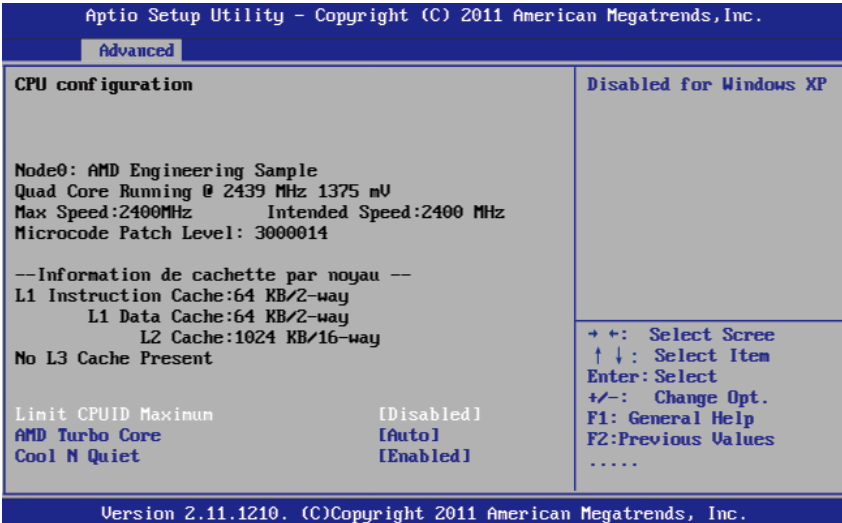 Aptio Setup Utility - Copyright (C) 2011 American Megatrends,Inc.
Advanced
CPU configuration
Disabled for Windows XP
Node0: AMD Engineering Sample
Quad Core Running @ 2439 MHz 1375 mV
Max Speed:2400MHz Intended Speed:2400 MHz
Microcode Patch Level: 3000014
--Information de cachette par noyau --
L1 Instruction Cache:64 KB/2-way
L1 Data Cache:64 KB/2-way
L2 Cache:1024 KB/16-way
No L3 Cache Present
Limit CPUID Maximum [Disabled]
AMD Turbo Core [Auto]
Cool N Quiet [Enabled]
→ ←: Select Scree
↑ ↓: Select Item
Enter: Select
+/-: Change Opt.
F1: General Help
F2:Previous Values
.....
Version 2.11.1210. (C)Copyright 2011 American Megatrends, Inc.